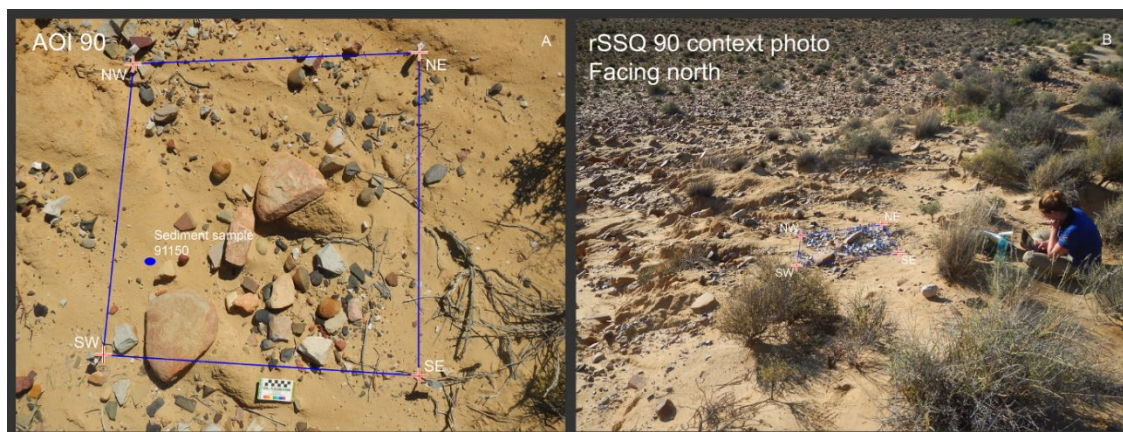 AOI 90
A
NW
NE
Sediment sample
91150
SW
SE
rSSQ 90 context photo
Facing north
B
NW
NE
SW
SE